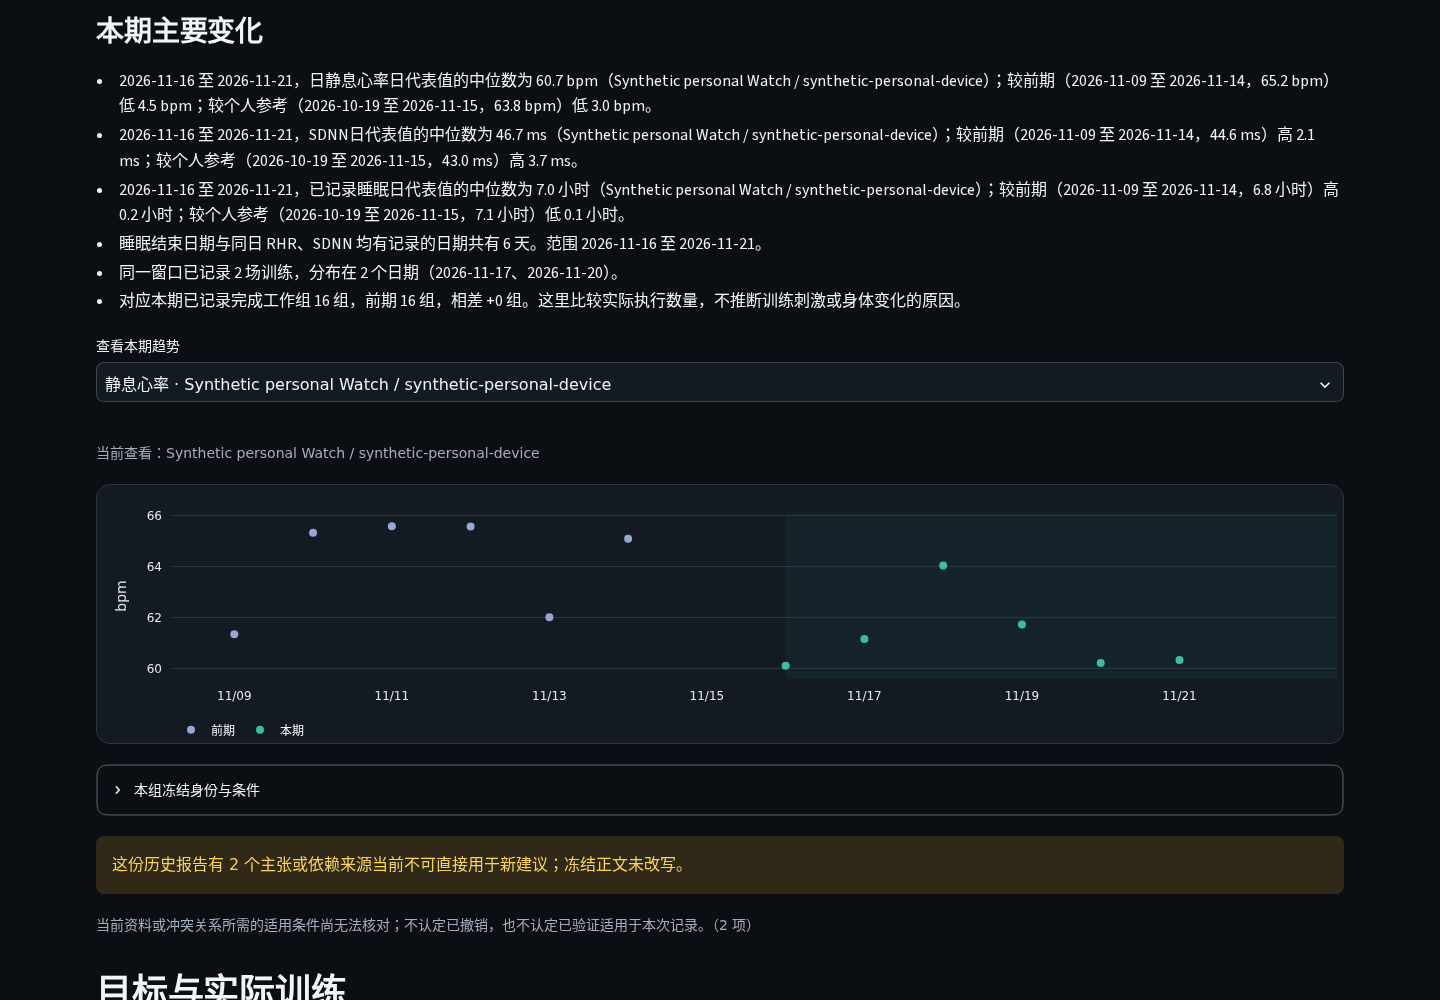 本期主要变化
2026-11-16 至 2026-11-21，日静息心率日代表值的中位数为 60.7 bpm（Synthetic personal Watch / synthetic-personal-device）；较前期（2026-11-09 至 2026-11-14，65.2 bpm）
低 4.5 bpm；较个人参考（2026-10-19 至 2026-11-15，63.8 bpm）低 3.0 bpm。
2026-11-16 至 2026-11-21，SDNN日代表值的中位数为 46.7 ms（Synthetic personal Watch / synthetic-personal-device）；较前期（2026-11-09 至 2026-11-14，44.6 ms）高 2.1
ms；较个人参考（2026-10-19 至 2026-11-15，43.0 ms）高 3.7 ms。
2026-11-16 至 2026-11-21，已记录睡眠日代表值的中位数为 7.0 小时（Synthetic personal Watch / synthetic-personal-device）；较前期（2026-11-09 至 2026-11-14，6.8 小时）高
0.2 小时；较个人参考（2026-10-19 至 2026-11-15，7.1 小时）低 0.1 小时。
睡眠结束日期与同日 RHR、SDNN 均有记录的日期共有 6 天。范围 2026-11-16 至 2026-11-21。
同一窗口已记录 2 场训练，分布在 2 个日期（2026-11-17、2026-11-20）。
对应本期已记录完成工作组 16 组，前期 16 组，相差 +0 组。这里比较实际执行数量，不推断训练刺激或身体变化的原因。
查看本期趋势
静息心率 · Synthetic personal Watch / synthetic-personal-device
当前查看：Synthetic personal Watch / synthetic-personal-device
66
64
62
60
bpm
11/09
11/11
11/13
11/15
11/17
11/19
11/21
前期
本期
本组冻结身份与条件
这份历史报告有 2 个主张或依赖来源当前不可直接用于新建议；冻结正文未改写。
当前资料或冲突关系所需的适用条件尚无法核对；不认定已撤销，也不认定已验证适用于本次记录。（2 项）
目标与实际训练